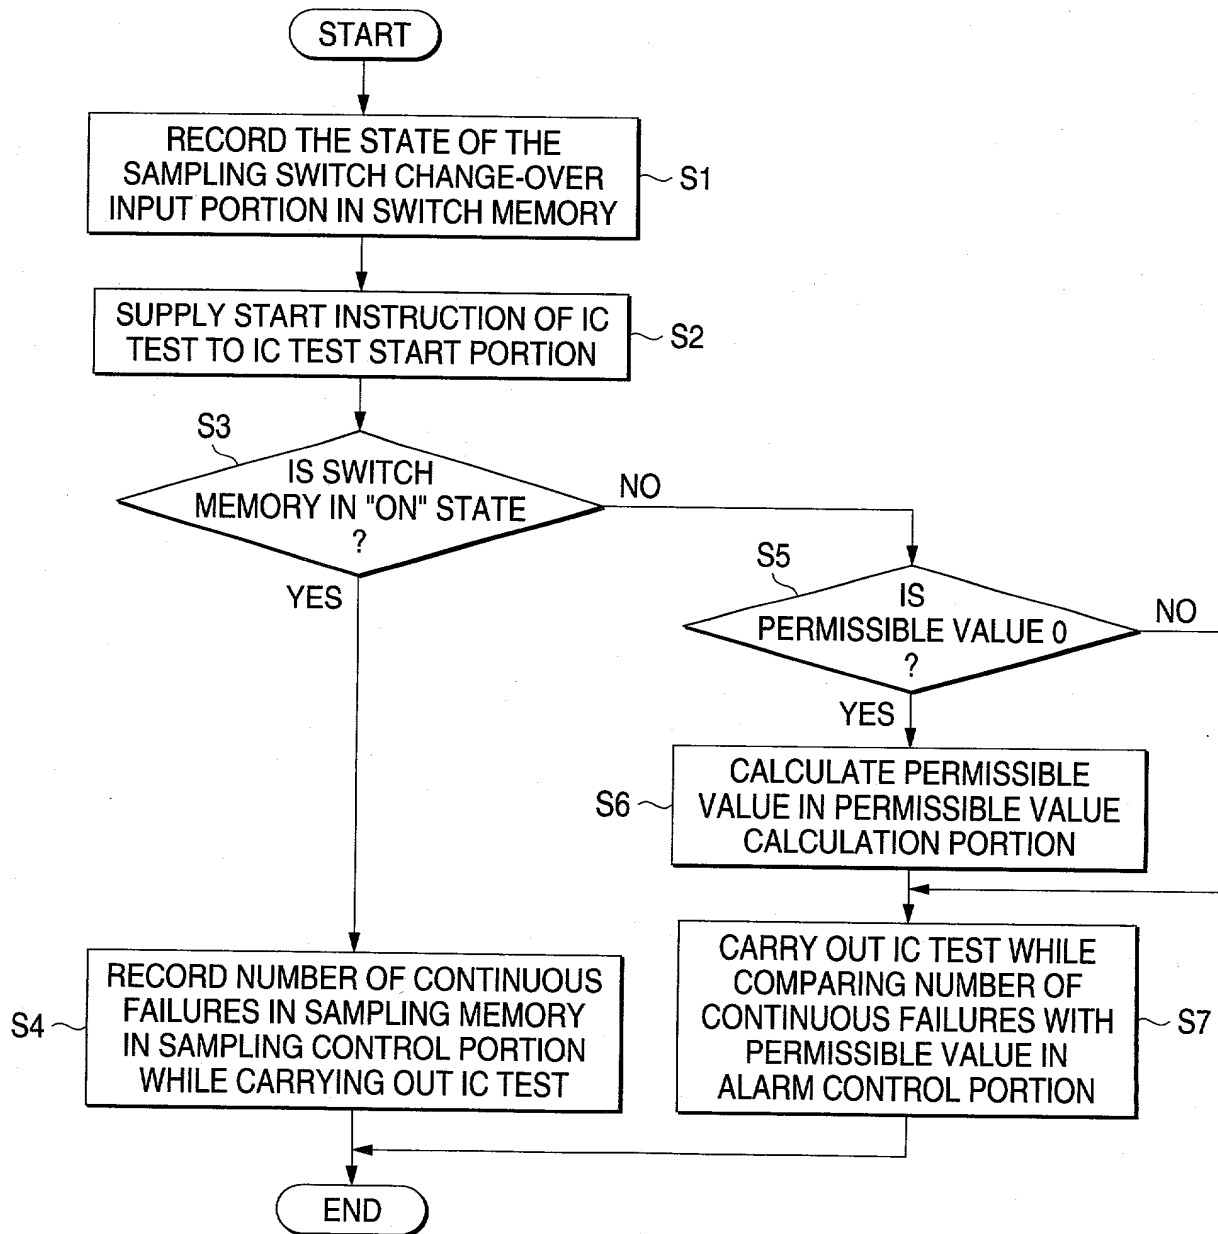 START
RECORD THE STATE OF THE
SAMPLING SWITCH CHANGE-OVER
INPUT PORTION IN SWITCH MEMORY
S1
SUPPLY START INSTRUCTION OF IC
TEST TO IC TEST START PORTION
S2
S3
IS SWITCH
MEMORY IN "ON" STATE
?
NO
YES
S5
IS
PERMISSIBLE VALUE 0
?
NO
YES
CALCULATE PERMISSIBLE
VALUE IN PERMISSIBLE VALUE
CALCULATION PORTION
S6
RECORD NUMBER OF CONTINUOUS
FAILURES IN SAMPLING MEMORY
IN SAMPLING CONTROL PORTION
WHILE CARRYING OUT IC TEST
S4
CARRY OUT IC TEST WHILE
COMPARING NUMBER OF
CONTINUOUS FAILURES WITH
PERMISSIBLE VALUE IN
ALARM CONTROL PORTION
S7
END